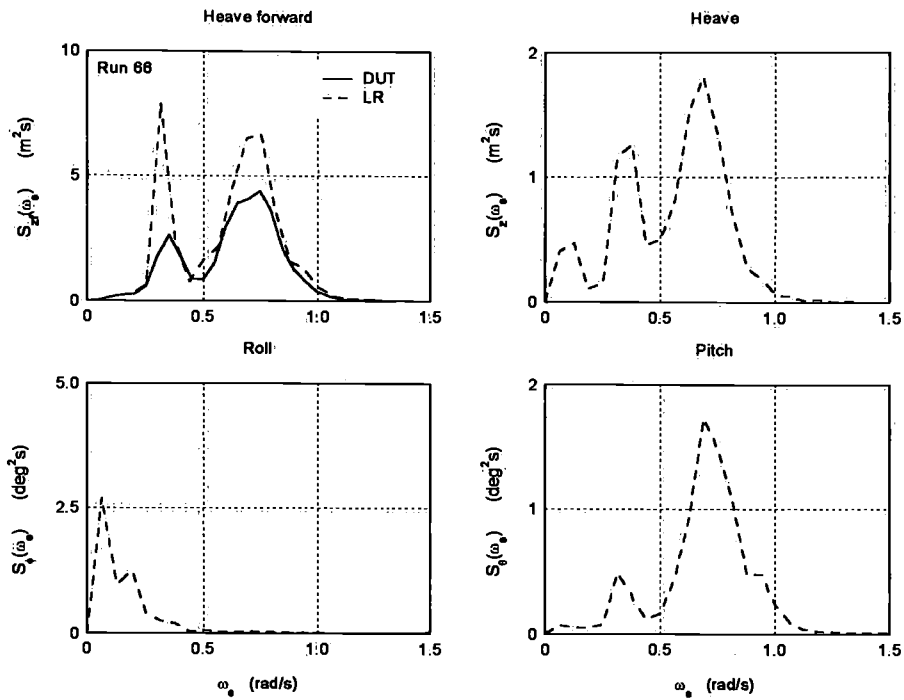 Heave forward
Heave
10
Run 66
DUT
LR
S_zf(ω_e) (m²s)
5
0
0
0.5
1.0
1.5
2
S_z(ω_e) (m²s)
1
0
0
0.5
1.0
1.5
Roll
Pitch
5.0
S_ϕ(ω_e) (deg²s)
2.5
0
0
0.5
1.0
1.5
ω_e (rad/s)
2
S_θ(ω_e) (deg²s)
1
0
0
0.5
1.0
1.5
ω_e (rad/s)